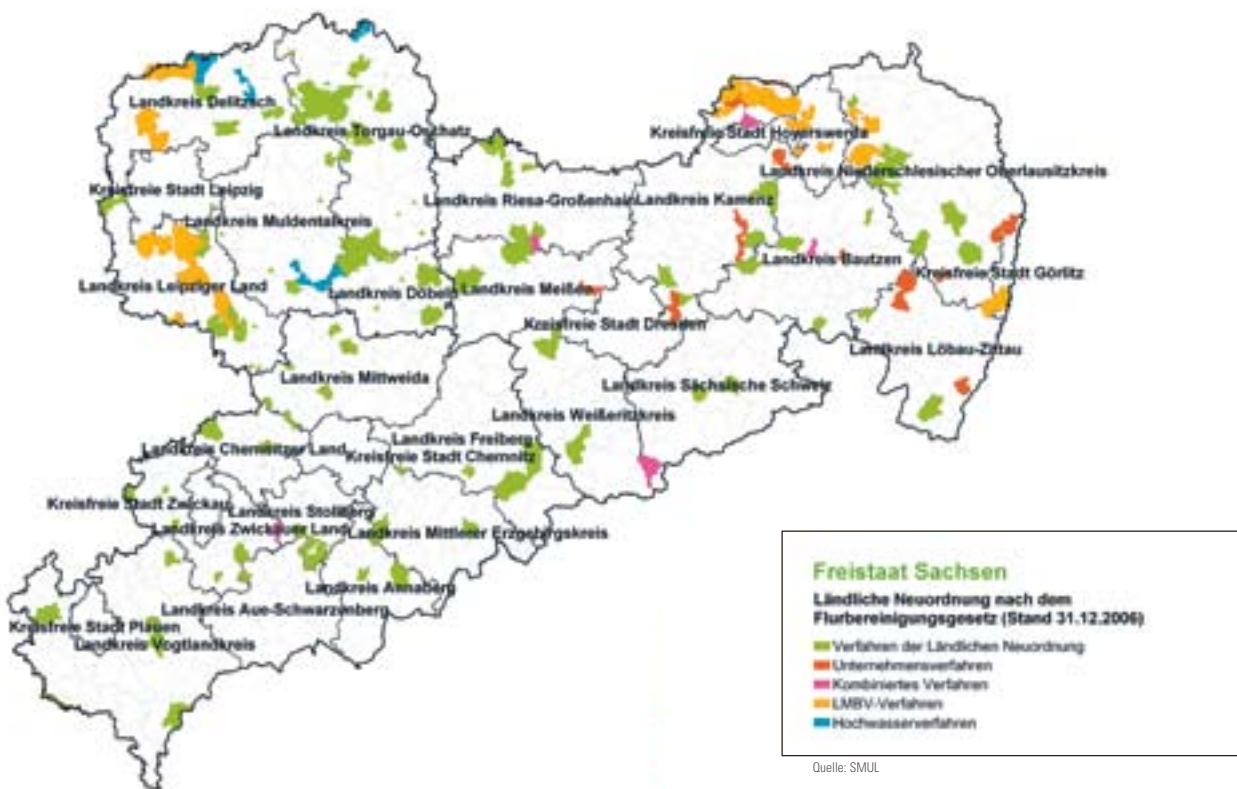 Landkreis Delitzsch
Landkreis Torgau-Oschatz
Kreisfreie Stadt Hoyerswerda
Landkreis Niederschlesischer Oberlausitzkreis
Kreisfreie Stadt Leipzig
Landkreis Riesa-Großenhain
Landkreis Kamenz
Landkreis Muldentalkreis
Landkreis Bautzen
Kreisfreie Stadt Görlitz
Landkreis Leipziger Land
Landkreis Döbeln
Landkreis Meißen
Kreisfreie Stadt Dresden
Landkreis Löbau-Zittau
Landkreis Mittweida
Landkreis Sächsische Schweiz
Landkreis Weißeritzkreis
Landkreis Freiberg
Landkreis Chemnitzer Land
Kreisfreie Stadt Chemnitz
Kreisfreie Stadt Zwickau
Landkreis Stollberg
Landkreis Zwickauer Land
Landkreis Mittlerer Erzgebirgskreis
Landkreis Annaberg
Landkreis Aue-Schwarzenberg
Kreisfreie Stadt Plauen
Landkreis Vogtlandkreis
Freistaat Sachsen
Ländliche Neuordnung nach dem
Flurbereinigungsgesetz (Stand 31.12.2006)
Verfahren der Ländlichen Neuordnung
Unternehmensverfahren
Kombiniertes Verfahren
LMBV-Verfahren
Hochwasserverfahren
Quelle: SMUL